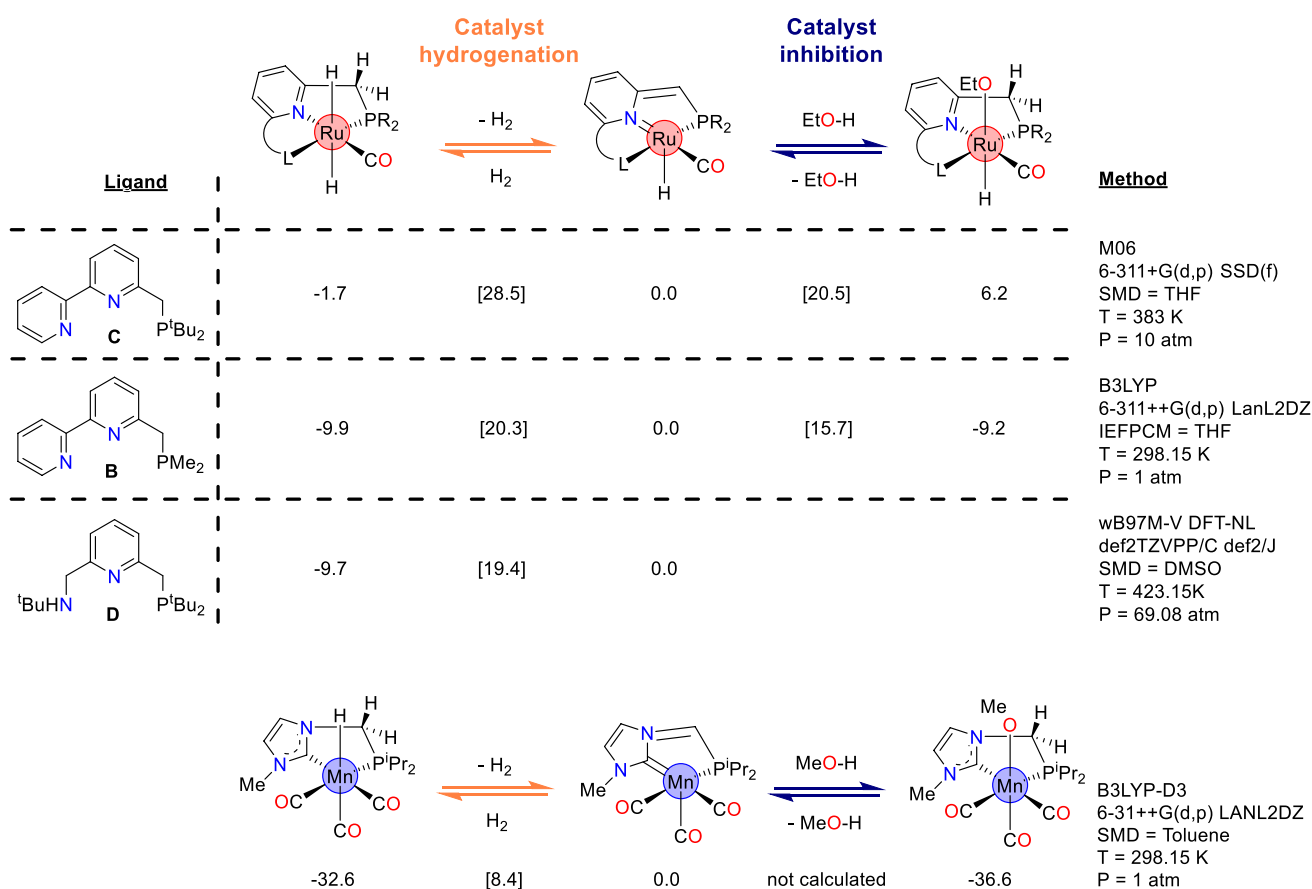 Catalyst
hydrogenation
Catalyst
inhibition
H
H
H
N
Ru
PR2
L
CO
H
- H2
H2
N
Ru
PR2
L
CO
H
EtO-H
- EtO-H
EtO
H
H
N
Ru
PR2
L
CO
H
Ligand
Method
N
N
PtBu2
C
-1.7
[28.5]
0.0
[20.5]
6.2
M06
6-311+G(d,p) SSD(f)
SMD = THF
T = 383 K
P = 10 atm
N
N
PMe2
B
-9.9
[20.3]
0.0
[15.7]
-9.2
B3LYP
6-311++G(d,p) LanL2DZ
IEFPCM = THF
T = 298.15 K
P = 1 atm
N
tBuHN
PtBu2
D
-9.7
[19.4]
0.0
wB97M-V DFT-NL
def2TZVPP/C def2/J
SMD = DMSO
T = 423.15K
P = 69.08 atm
H
H
H
N
N
Me
Mn
PiPr2
CO
CO
CO
- H2
H2
N
N
Me
Mn
PiPr2
CO
CO
CO
MeO-H
- MeO-H
Me
O
H
H
N
N
Me
Mn
PiPr2
CO
CO
CO
B3LYP-D3
6-31++G(d,p) LANL2DZ
SMD = Toluene
T = 298.15 K
P = 1 atm
-32.6
[8.4]
0.0
not calculated
-36.6